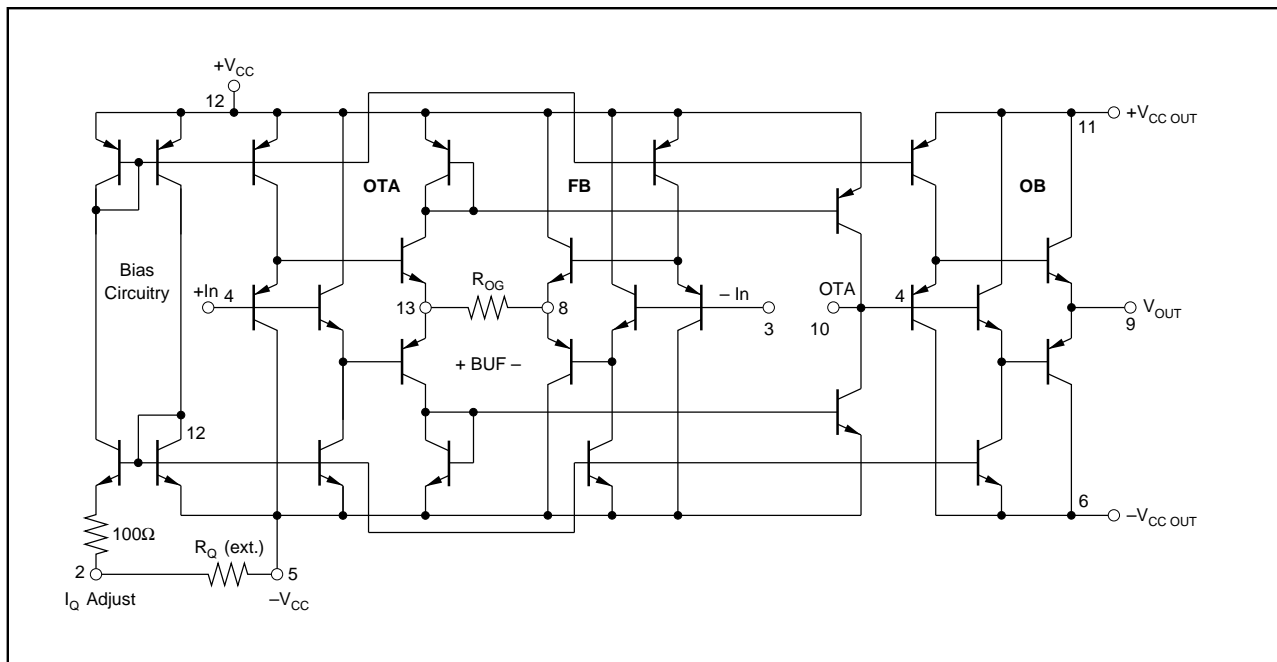 +VCC
12
11
+VCC OUT
OTA
FB
OB
Bias
Circuitry
+In
4
13
ROG
8
– In
3
OTA
10
4
VOUT
9
+ BUF –
12
6
–VCC OUT
100Ω
RQ (ext.)
2
5
IQ Adjust
–VCC